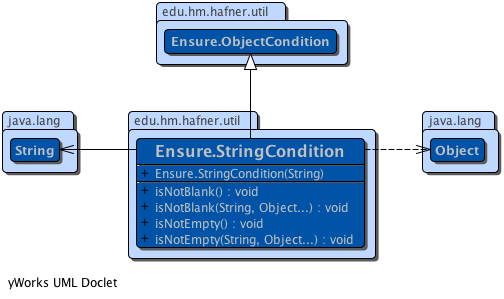 edu.hm.hafner.util
Ensure.ObjectCondition
java.lang
String
edu.hm.hafner.util
Ensure.StringCondition
+ Ensure.StringCondition(String)
+ isNotBlank() : void
+ isNotBlank(String, Object...) : void
+ isNotEmpty() : void
+ isNotEmpty(String, Object...) : void
java.lang
Object
yWorks UML Doclet